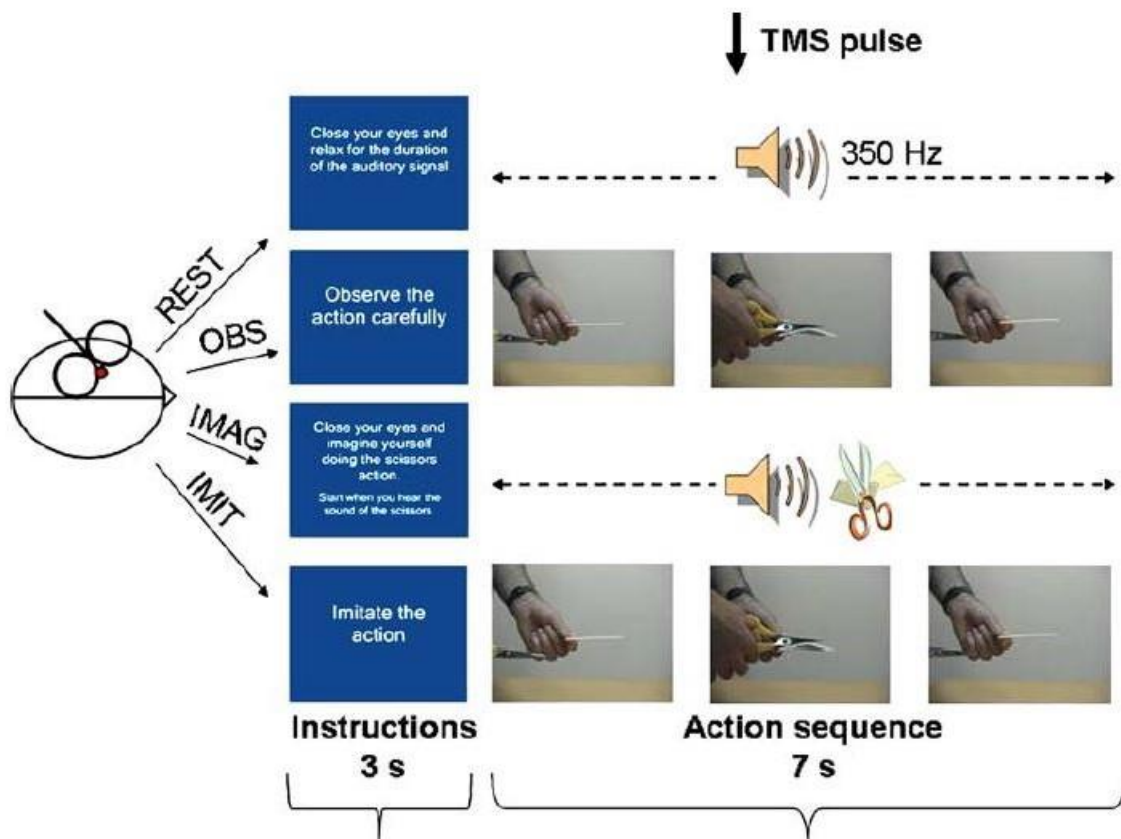 TMS pulse
Close your eyes and
relax for the duration
of the auditory signal
350 Hz
REST
Observe the
action carefully
OBS
IMAG
Close your eyes and
imagine yourself
doing the scissors
action
Start when you hear the
sound of the scissors
IMIT
Imitate the
action
Instructions
3 s
Action sequence
7 s